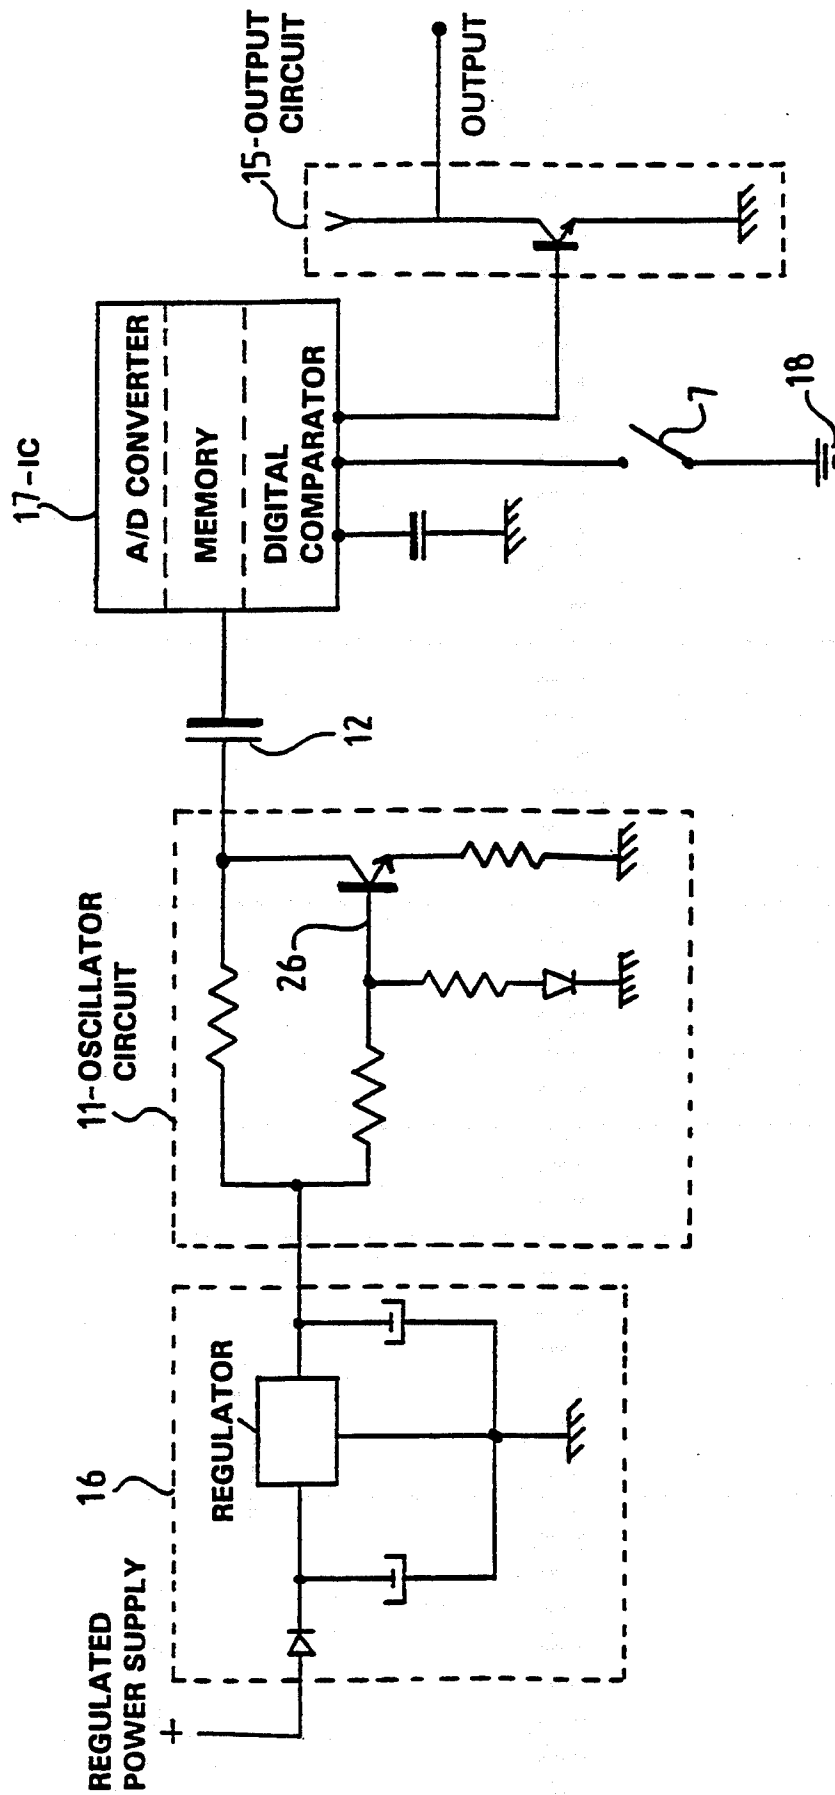 REGULATED
POWER SUPPLY
+
16
REGULATOR
11-OSCILLATOR
CIRCUIT
26
12
17-IC
A/D CONVERTER
MEMORY
DIGITAL
COMPARATOR
7
18
15-OUTPUT
CIRCUIT
OUTPUT